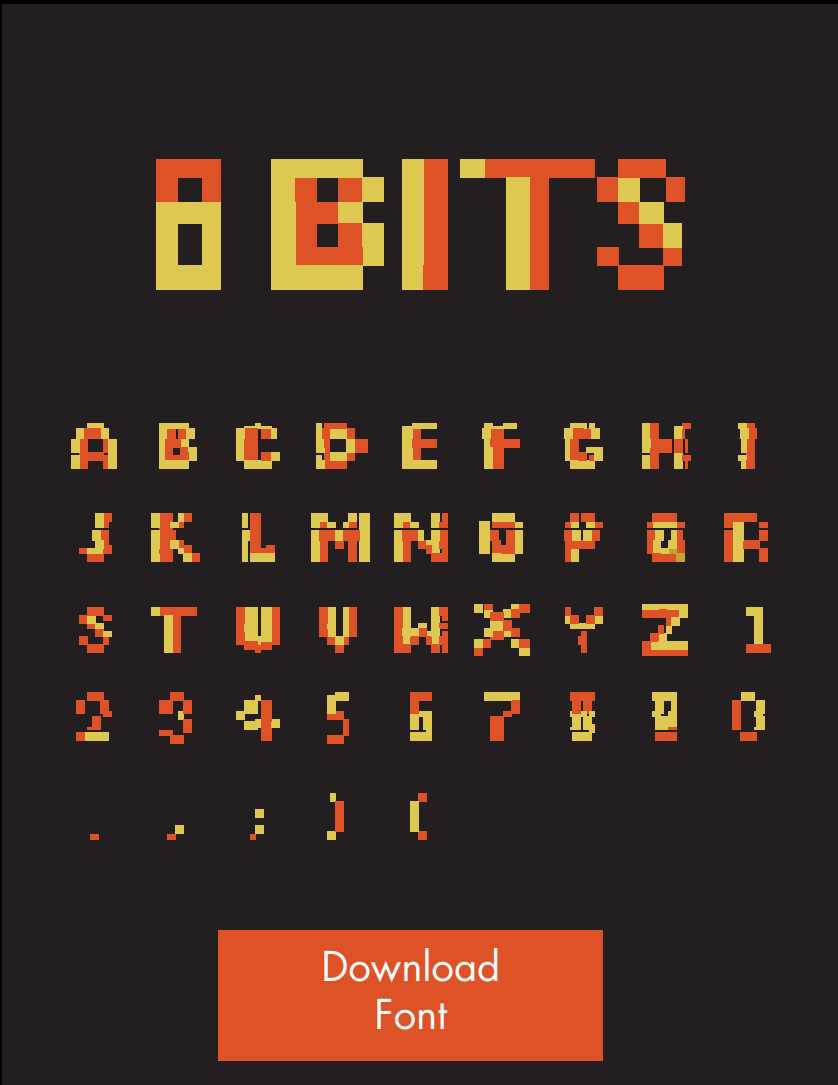 8 BITS
A B C D E F G H I
J K L M N O P Q R
S T U V W X Y Z 1
2 3 4 5 6 7 8 9 0
. , ; ) (
Download
Font